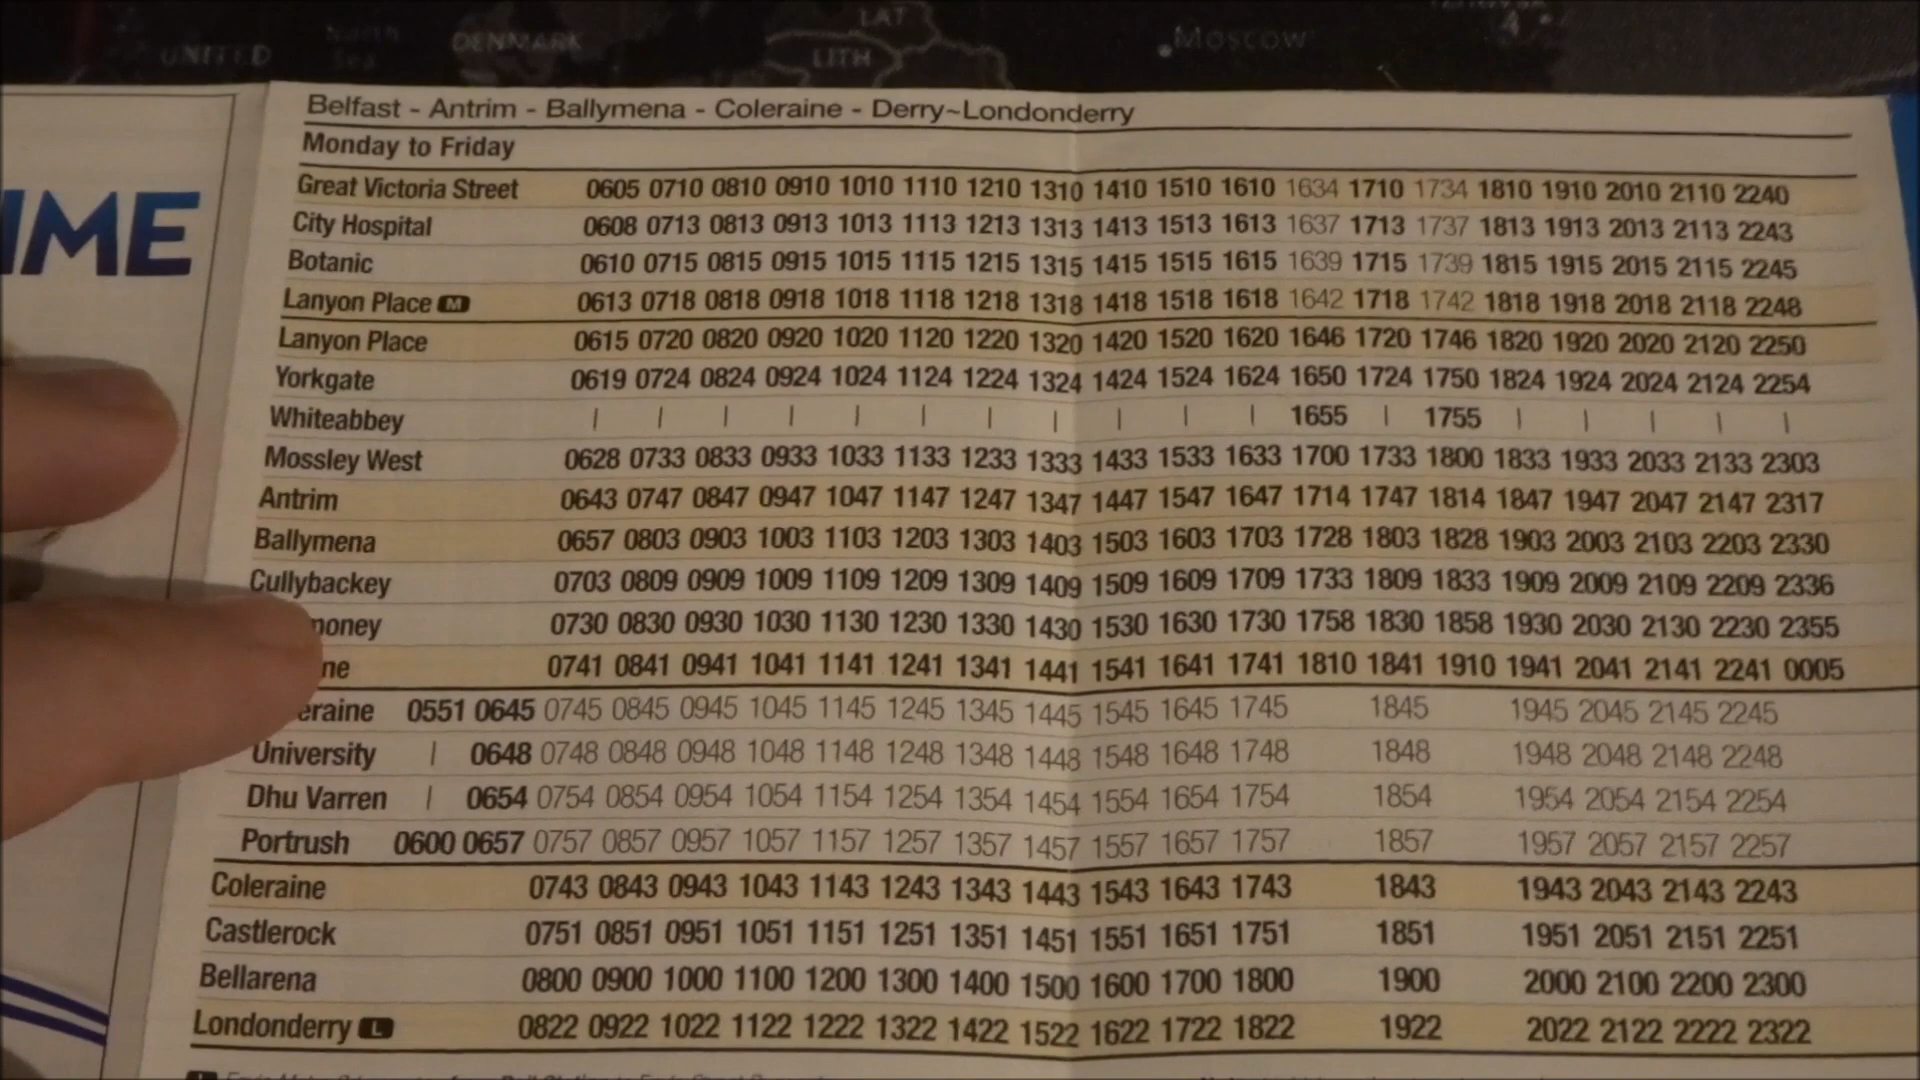 UNITED
North
Sea
DENMARK
LAT
LITH
Moscow
IME
Belfast - Antrim - Ballymena - Coleraine - Derry~Londonderry
Monday to Friday
Great Victoria Street 0605 0710 0810 0910 1010 1110 1210 1310 1410 1510 1610 1634 1710 1734 1810 1910 2010 2110 2240
City Hospital 0608 0713 0813 0913 1013 1113 1213 1313 1413 1513 1613 1637 1713 1737 1813 1913 2013 2113 2243
Botanic 0610 0715 0815 0915 1015 1115 1215 1315 1415 1515 1615 1639 1715 1739 1815 1915 2015 2115 2245
Lanyon Place M 0613 0718 0818 0918 1018 1118 1218 1318 1418 1518 1618 1642 1718 1742 1818 1918 2018 2118 2248
Lanyon Place 0615 0720 0820 0920 1020 1120 1220 1320 1420 1520 1620 1646 1720 1746 1820 1920 2020 2120 2250
Yorkgate 0619 0724 0824 0924 1024 1124 1224 1324 1424 1524 1624 1650 1724 1750 1824 1924 2024 2124 2254
Whiteabbey | | | | | | | | | | | 1655 | 1755 | | | | |
Mossley West 0628 0733 0833 0933 1033 1133 1233 1333 1433 1533 1633 1700 1733 1800 1833 1933 2033 2133 2303
Antrim 0643 0747 0847 0947 1047 1147 1247 1347 1447 1547 1647 1714 1747 1814 1847 1947 2047 2147 2317
Ballymena 0657 0803 0903 1003 1103 1203 1303 1403 1503 1603 1703 1728 1803 1828 1903 2003 2103 2203 2330
Cullybackey 0703 0809 0909 1009 1109 1209 1309 1409 1509 1609 1709 1733 1809 1833 1909 2009 2109 2209 2336
money 0730 0830 0930 1030 1130 1230 1330 1430 1530 1630 1730 1758 1830 1858 1930 2030 2130 2230 2355
ne 0741 0841 0941 1041 1141 1241 1341 1441 1541 1641 1741 1810 1841 1910 1941 2041 2141 2241 0005
eraine 0551 0645 0745 0845 0945 1045 1145 1245 1345 1445 1545 1645 1745 1845 1945 2045 2145 2245
University | 0648 0748 0848 0948 1048 1148 1248 1348 1448 1548 1648 1748 1848 1948 2048 2148 2248
Dhu Varren | 0654 0754 0854 0954 1054 1154 1254 1354 1454 1554 1654 1754 1854 1954 2054 2154 2254
Portrush 0600 0657 0757 0857 0957 1057 1157 1257 1357 1457 1557 1657 1757 1857 1957 2057 2157 2257
Coleraine 0743 0843 0943 1043 1143 1243 1343 1443 1543 1643 1743 1843 1943 2043 2143 2243
Castlerock 0751 0851 0951 1051 1151 1251 1351 1451 1551 1651 1751 1851 1951 2051 2151 2251
Bellarena 0800 0900 1000 1100 1200 1300 1400 1500 1600 1700 1800 1900 2000 2100 2200 2300
Londonderry L 0822 0922 1022 1122 1222 1322 1422 1522 1622 1722 1822 1922 2022 2122 2222 2322